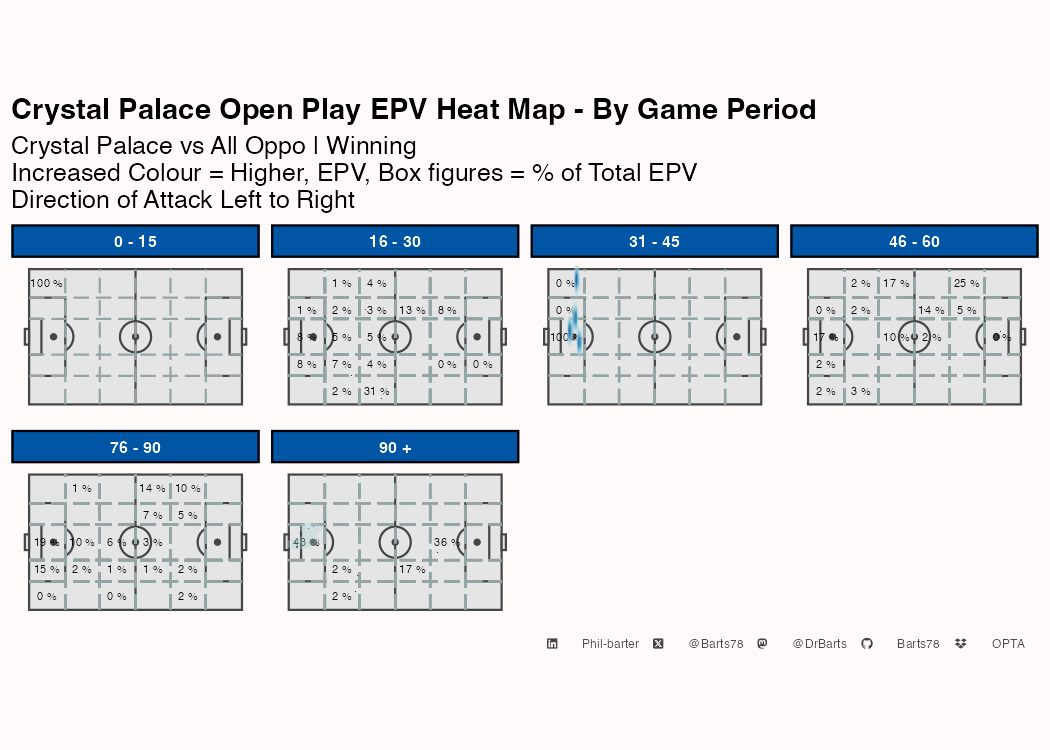 Crystal Palace Open Play EPV Heat Map - By Game Period
Crystal Palace vs All Oppo | Winning
Increased Colour = Higher, EPV, Box figures = % of Total EPV
Direction of Attack Left to Right
0 - 15
16 - 30
31 - 45
46 - 60
100 %
1 % 4 %
1 % 2 % 3 % 13 % 8 %
8 % 5 % 5 %
8 % 7 % 4 % 0 % 0 %
2 % 31 %
0 %
0 %
100
2 % 17 % 25 %
0 % 2 % 14 % 5 %
17 % 10 % 2 % 0 %
2 %
2 % 3 %
76 - 90
90 +
1 % 14 % 10 %
7 % 5 %
19 % 10 % 6 % 3 %
15 % 2 % 1 % 1 % 2 %
0 % 0 % 2 %
43 % 36 %
2 % 17 %
2 %
Phil-barter @Barts78 @DrBarts Barts78 OPTA